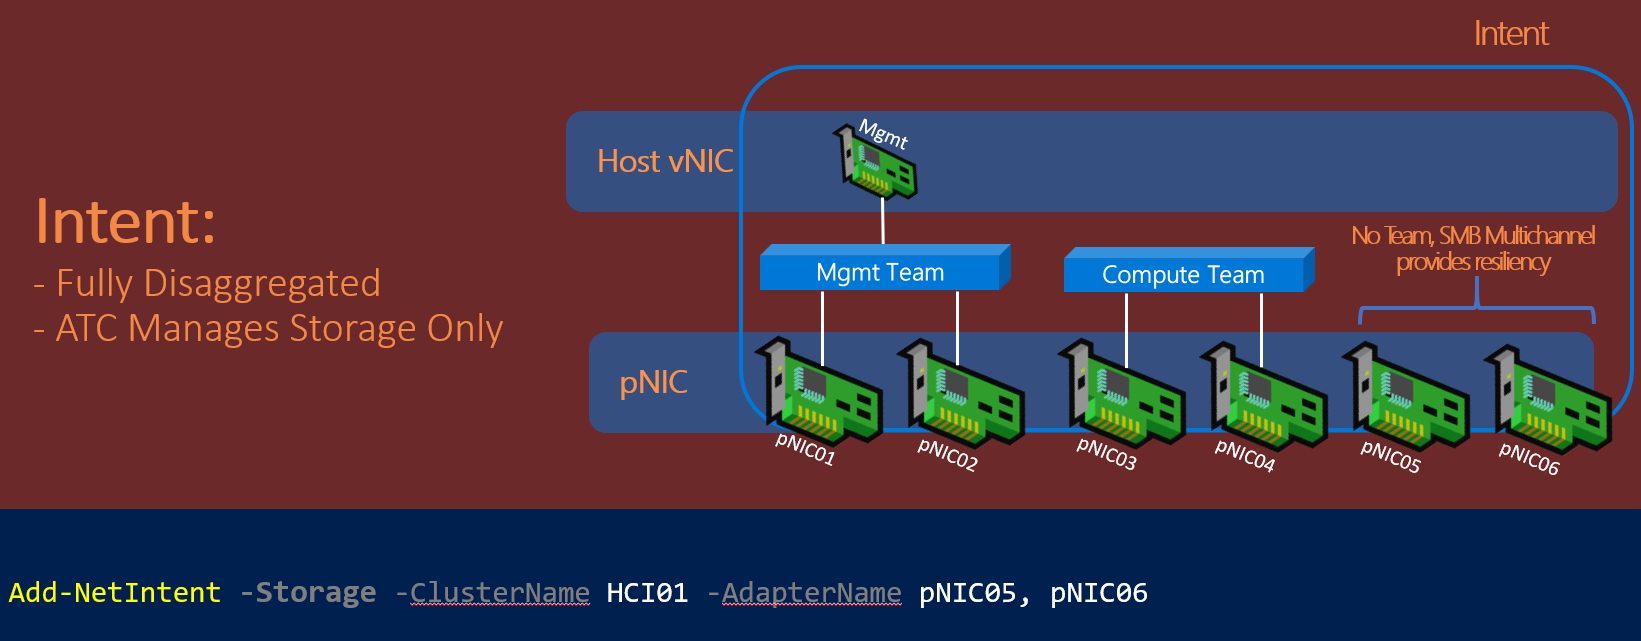 Intent
Mgmt
Host vNIC
Intent:
- Fully Disaggregated
- ATC Manages Storage Only
No Team, SMB Multichannel
provides resiliency
Mgmt Team
Compute Team
pNIC
pNIC01
pNIC02
pNIC03
pNIC04
pNIC05
pNIC06
Add-NetIntent -Storage -ClusterName HCI01 -AdapterName pNIC05, pNIC06